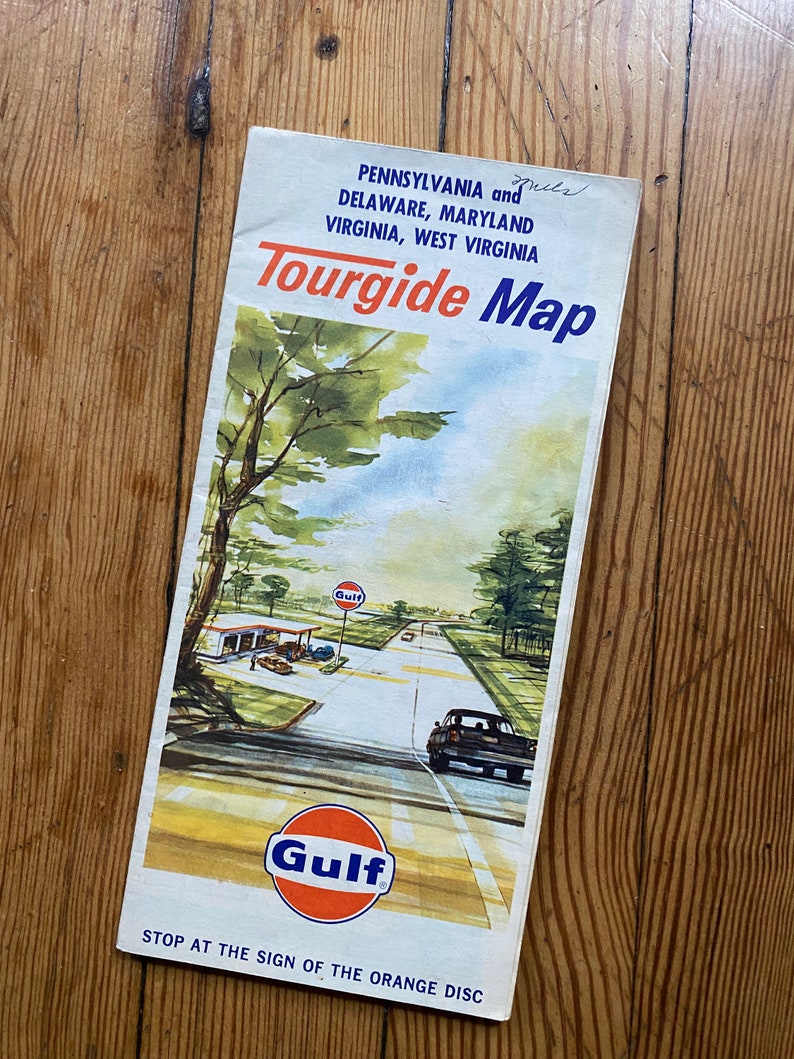 PENNSYLVANIA and
DELAWARE, MARYLAND
VIRGINIA, WEST VIRGINIA
Tourgide Map
Gulf
Gulf®
STOP AT THE SIGN OF THE ORANGE DISC